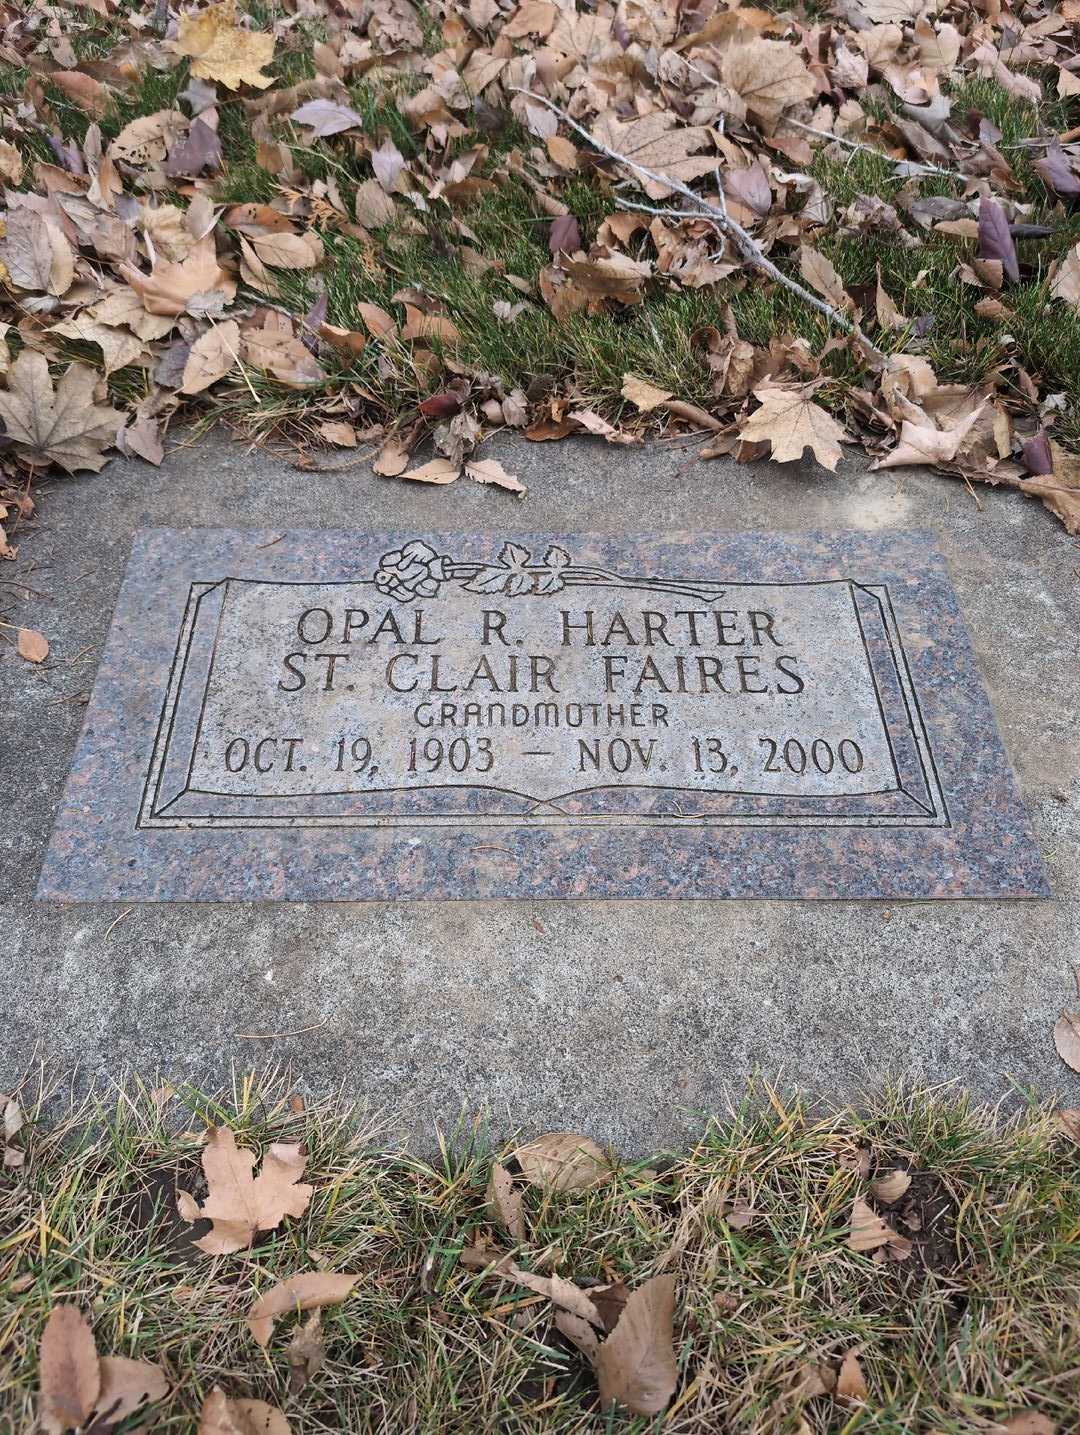 OPAL R. HARTER
ST. CLAIR FAIRES
GRANDMOTHER
OCT. 19, 1903 — NOV. 13, 2000